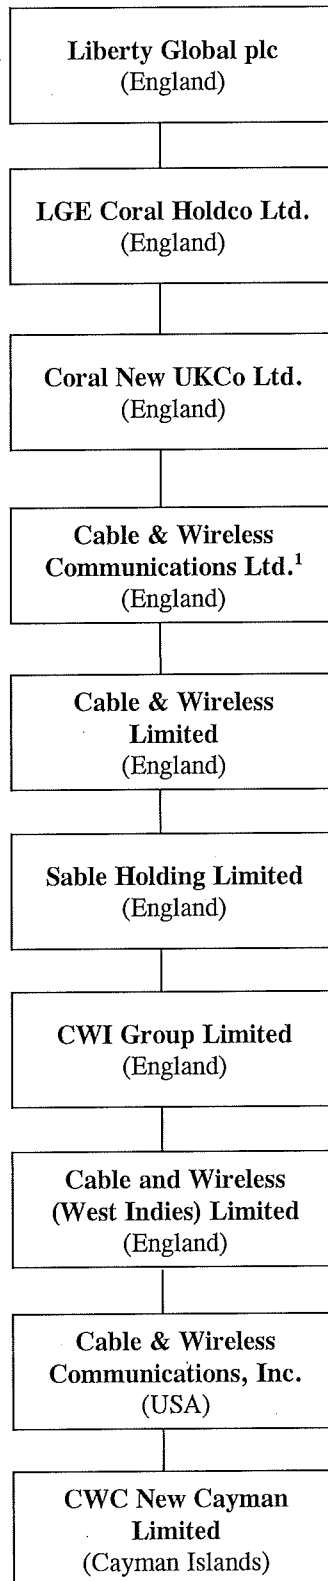 Liberty Global plc
(England)
LGE Coral Holdco Ltd.
(England)
Coral New UKCo Ltd.
(England)
Cable & Wireless
Communications Ltd.¹
(England)
Cable & Wireless
Limited
(England)
Sable Holding Limited
(England)
CWI Group Limited
(England)
Cable and Wireless
(West Indies) Limited
(England)
Cable & Wireless
Communications, Inc.
(USA)
CWC New Cayman
Limited
(Cayman Islands)